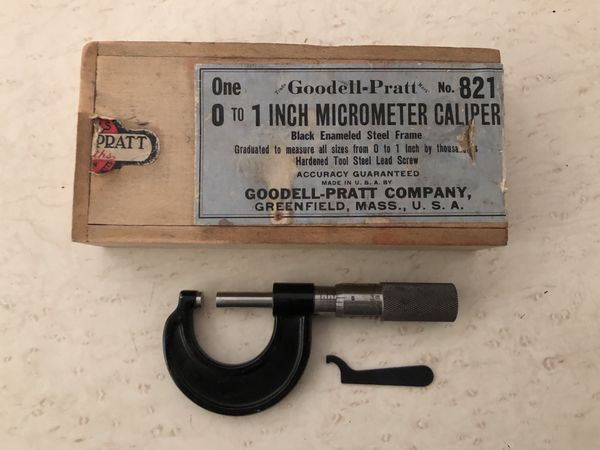 One Goodell-Pratt No. 821
0 TO 1 INCH MICROMETER CALIPER
Black Enameled Steel Frame
Graduated to measure all sizes from 0 to 1 Inch by
Hardened Tool Steel Lead Screw
ACCURACY GUARANTEED
MADE IN U. S. A. BY
GOODELL-PRATT COMPANY,
GREENFIELD, MASS., U. S. A.
PRATT